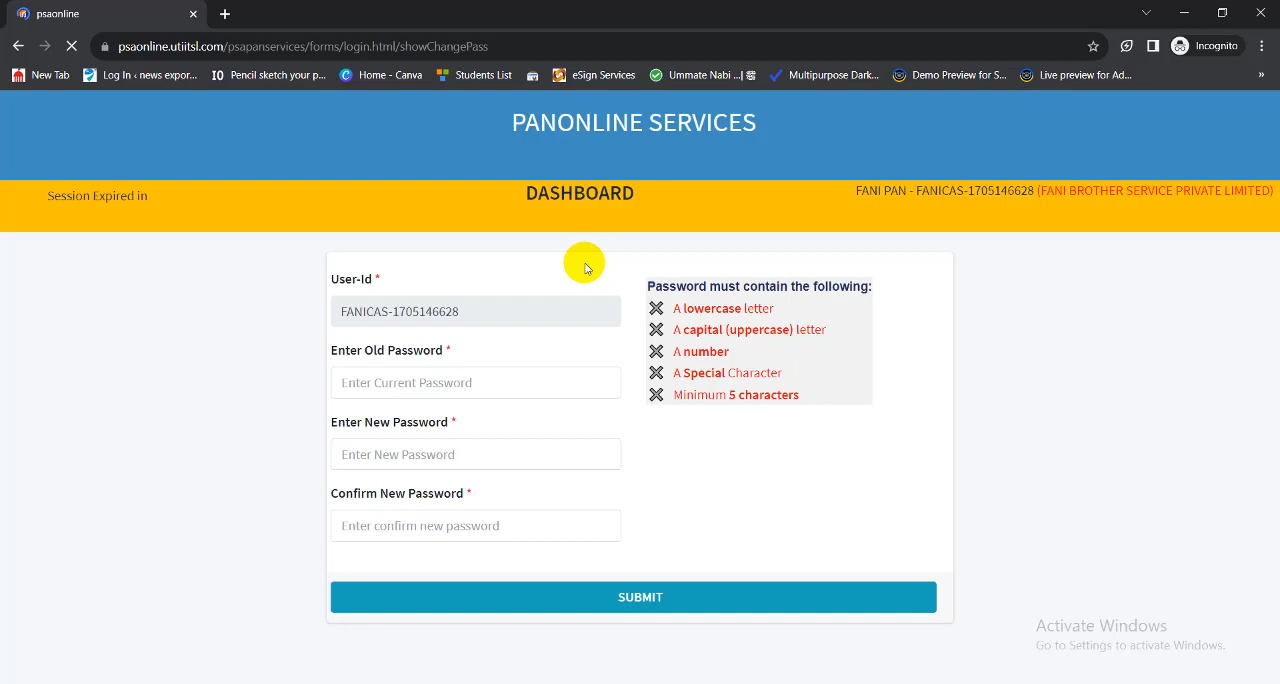 psaonline
psaonline.utiitsl.com/psapanservices/forms/login.html/showChangePass
Incognito
New Tab
Log In ‹ news expor...
Pencil sketch your p...
Home - Canva
Students List
eSign Services
Ummate Nabi ...|
Multipurpose Dark...
Demo Preview for S...
Live preview for Ad...
»
PANONLINE SERVICES
Session Expired in
DASHBOARD
FANI PAN - FANICAS-1705146628 (FANI BROTHER SERVICE PRIVATE LIMITED)
User-Id *
FANICAS-1705146628
Enter Old Password *
Enter Current Password
Enter New Password *
Enter New Password
Confirm New Password *
Enter confirm new password
Password must contain the following:
A lowercase letter
A capital (uppercase) letter
A number
A Special Character
Minimum 5 characters
SUBMIT
Activate Windows
Go to Settings to activate Windows.